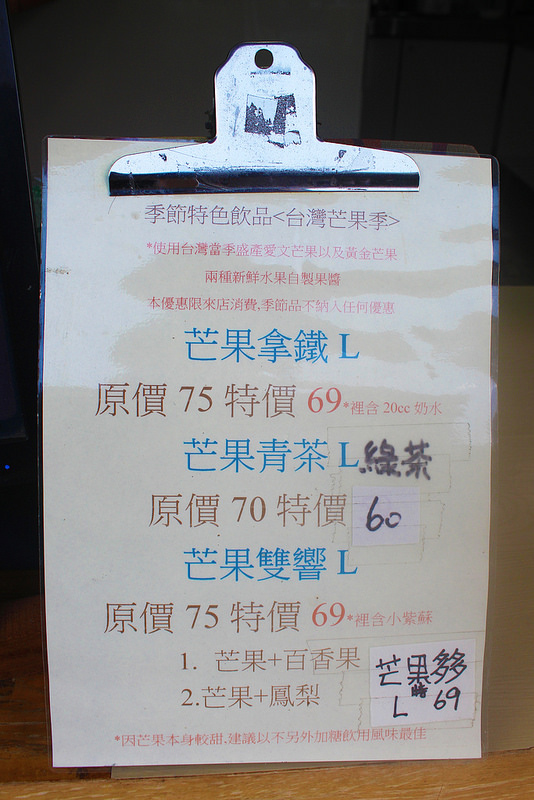 季節特色飲品<台灣芒果季>
*使用台灣當季盛產愛文芒果以及黃金芒果
兩種新鮮水果自製果醬
本優惠限來店消費,季節品不納入任何優惠
芒果拿鐵 L
原價 75 特價 69*裡含 20cc 奶水
芒果青茶 L 綠茶
原價 70 特價 60
芒果雙響 L
原價 75 特價 69*裡含小紫蘇
1. 芒果+百香果
2.芒果+鳳梨
芒果多多
L 69
*因芒果本身較甜,建議以不另外加糖飲用風味最佳